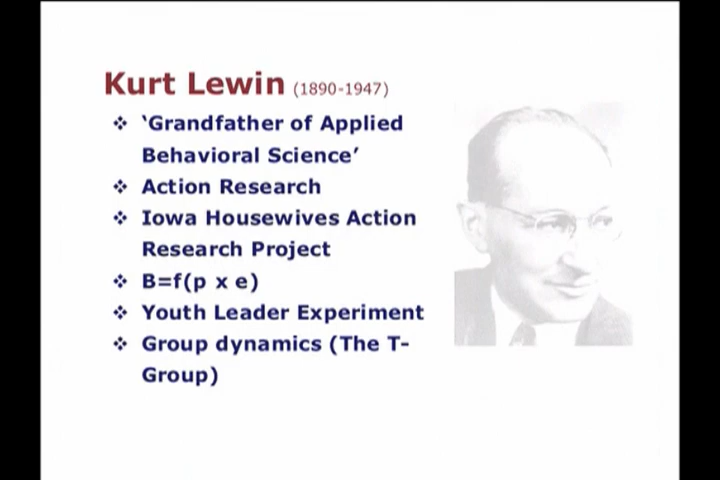 Kurt Lewin (1890-1947)
❖ ‘Grandfather of Applied
Behavioral Science’
❖ Action Research
❖ Iowa Housewives Action
Research Project
❖ B=f(p x e)
❖ Youth Leader Experiment
❖ Group dynamics (The T-
Group)